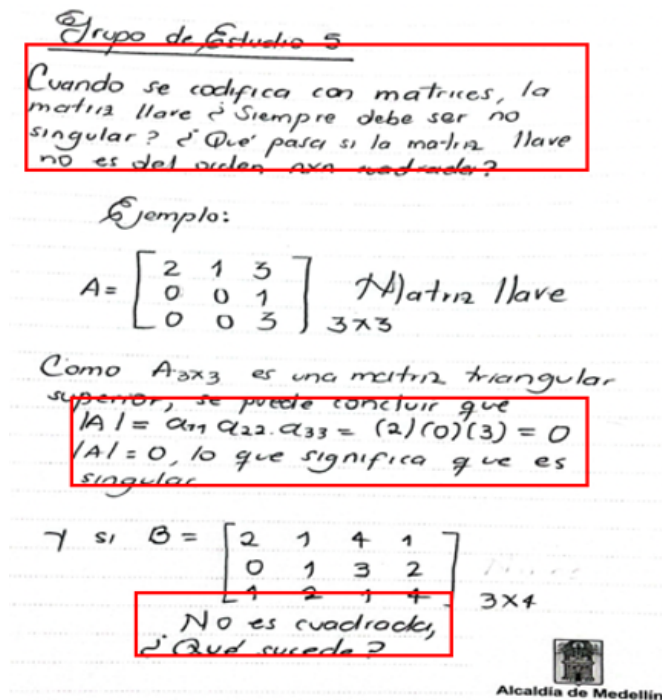 Grupo de Estudio 5
Cuando se codifica con matrices, la
matriz llave ¿Siempre debe ser no
singular? ¿Qué pasa si la matriz llave
no es del orden nxn cuadrada?
Ejemplo:
A = [ 2 1 3
0 0 1
0 0 3 ] 3x3 Matriz llave
Como A3x3 es una matriz triangular
superior, se puede concluir que
|A| = a11 a22 . a33 = (2)(0)(3) = 0
|A| = 0, lo que significa que es
singular
Y si B = [ 2 1 4 1
0 1 3 2
1 2 1 4 ] 3x4
No es cuadrada,
¿Qué sucede?
Alcaldía de Medellín